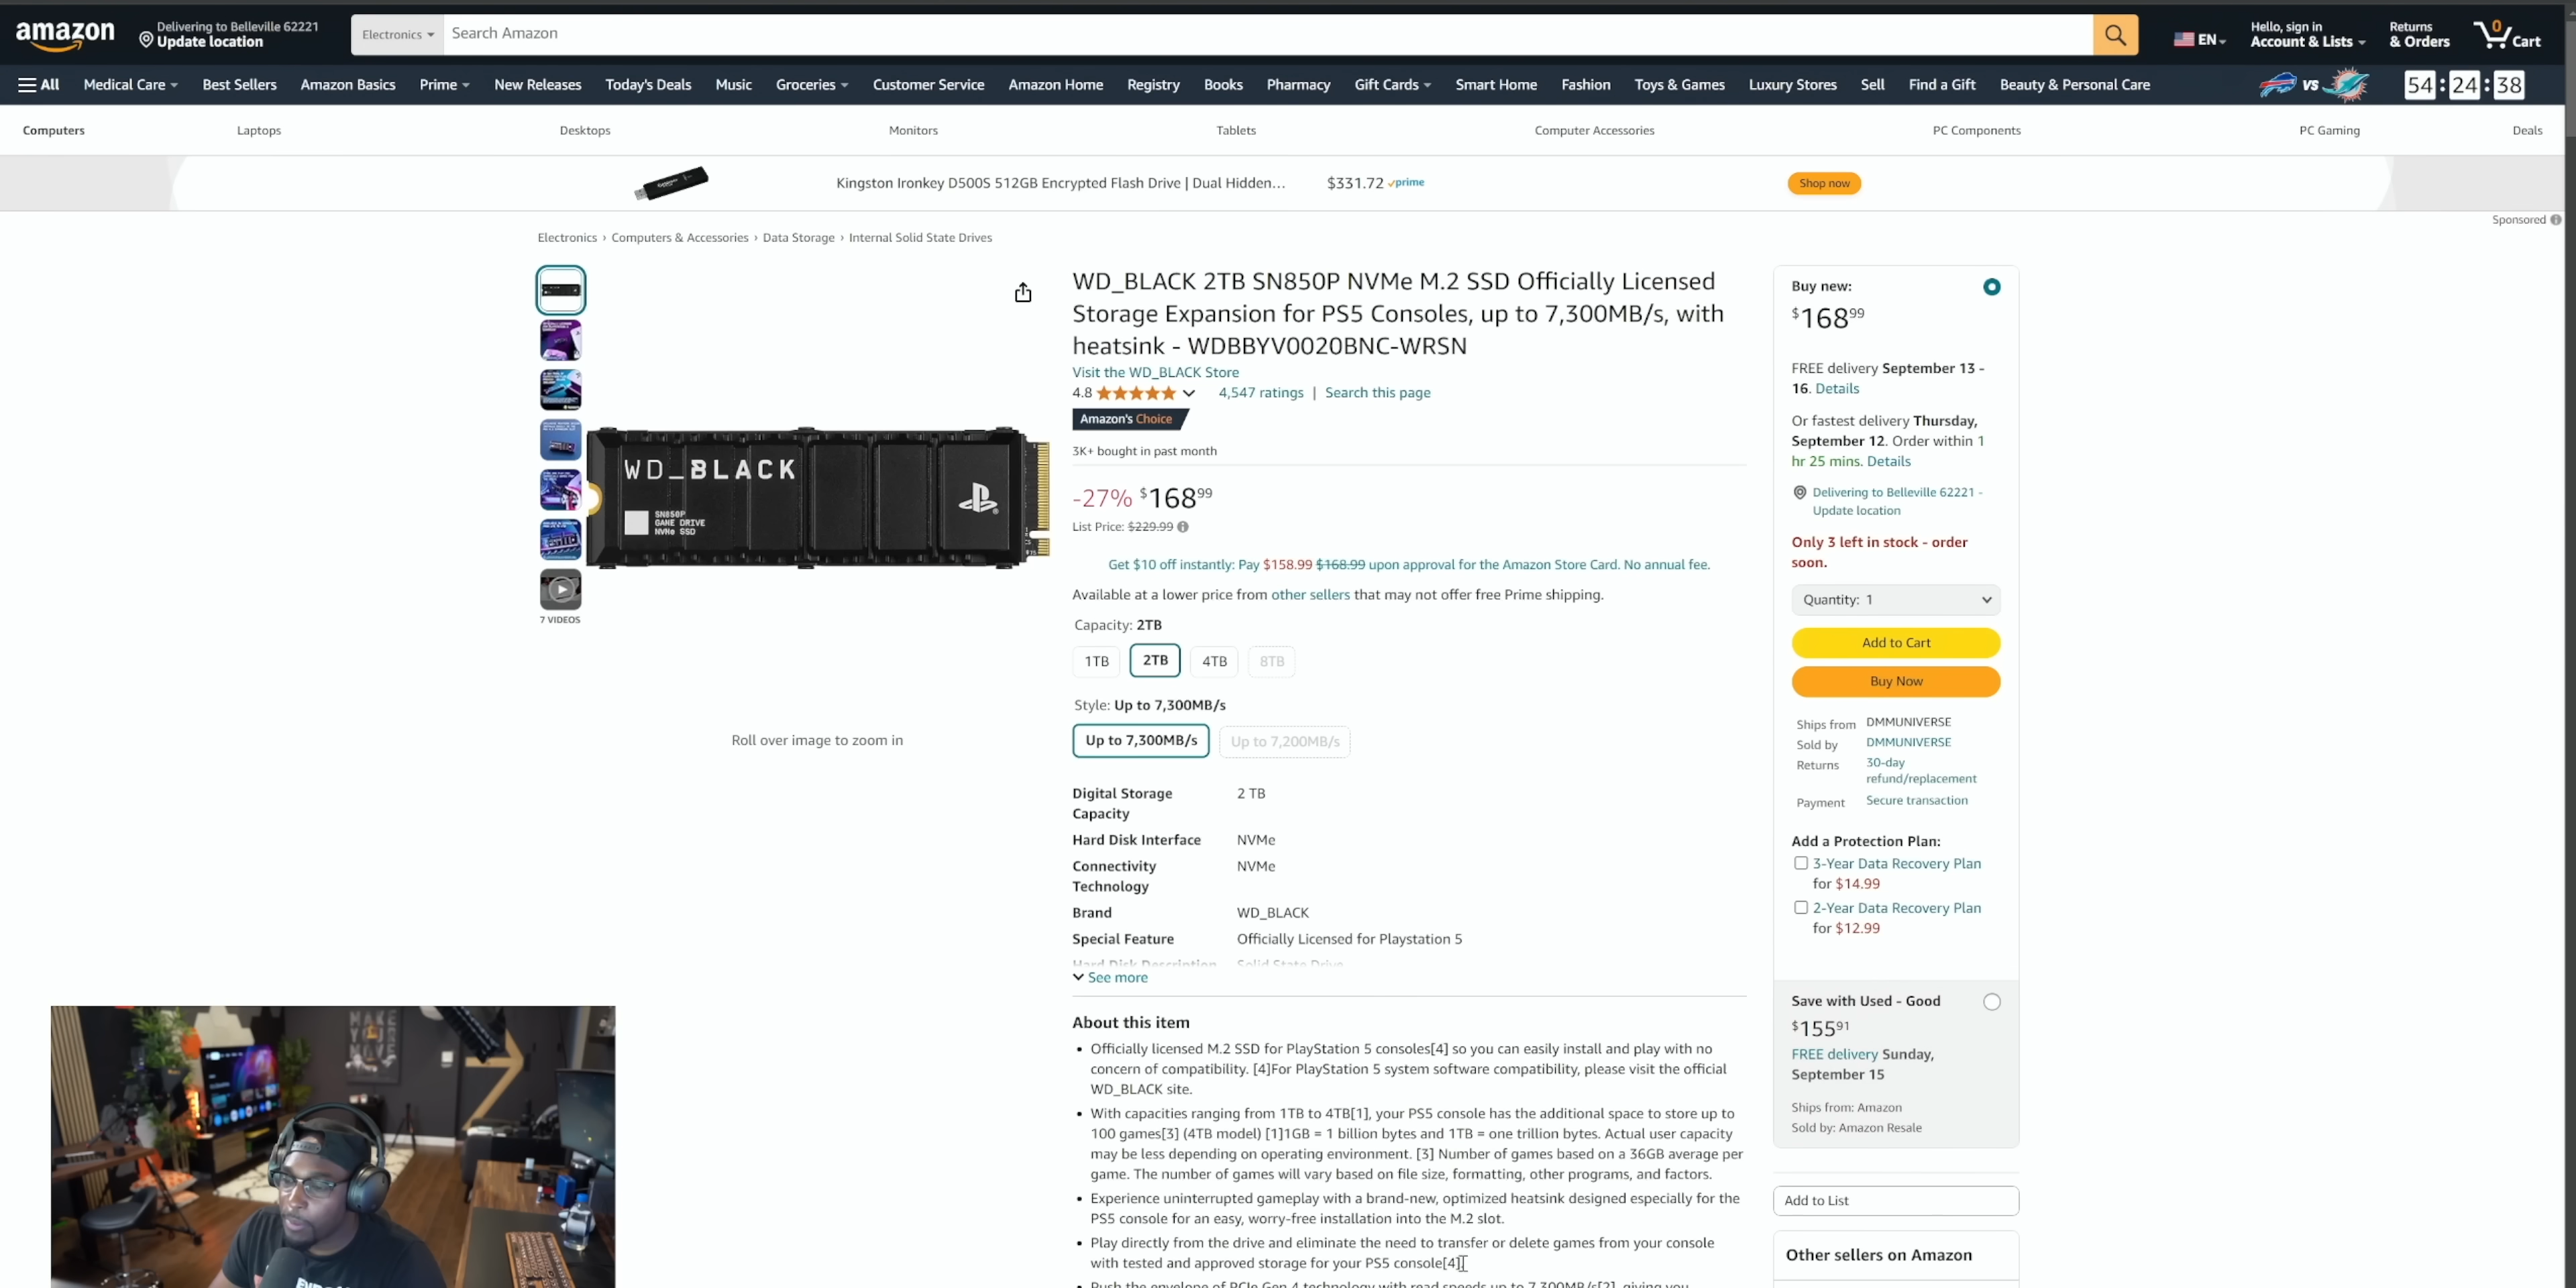 amazon
Delivering to Belleville 62221
Update location
Electronics
Search Amazon
EN
Hello, sign in
Account & Lists
Returns
& Orders
0
Cart
All
Medical Care
Best Sellers
Amazon Basics
Prime
New Releases
Today's Deals
Music
Groceries
Customer Service
Amazon Home
Registry
Books
Pharmacy
Gift Cards
Smart Home
Fashion
Toys & Games
Luxury Stores
Sell
Find a Gift
Beauty & Personal Care
VS
54:24:38
Computers
Laptops
Desktops
Monitors
Tablets
Computer Accessories
PC Components
PC Gaming
Deals
Kingston Ironkey D500S 512GB Encrypted Flash Drive | Dual Hidden…
$331.72 prime
Shop now
Sponsored
Electronics › Computers & Accessories › Data Storage › Internal Solid State Drives
WD_BLACK
SN850P
GAME DRIVE
NVMe SSD
7 VIDEOS
Roll over image to zoom in
WD_BLACK 2TB SN850P NVMe M.2 SSD Officially Licensed
Storage Expansion for PS5 Consoles, up to 7,300MB/s, with
heatsink - WDBBYV0020BNC-WRSN
Visit the WD_BLACK Store
4.8
4,547 ratings | Search this page
Amazon's Choice
3K+ bought in past month
-27% $168 99
List Price: $229.99
Get $10 off instantly: Pay $158.99 $168.99 upon approval for the Amazon Store Card. No annual fee.
Available at a lower price from other sellers that may not offer free Prime shipping.
Capacity: 2TB
1TB
2TB
4TB
8TB
Style: Up to 7,300MB/s
Up to 7,300MB/s
Up to 7,200MB/s
Digital Storage
Capacity
2 TB
Hard Disk Interface
NVMe
Connectivity
Technology
NVMe
Brand
WD_BLACK
Special Feature
Officially Licensed for Playstation 5
Hard Disk Description
Solid State Drive
See more
About this item
• Officially licensed M.2 SSD for PlayStation 5 consoles[4] so you can easily install and play with no
concern of compatibility. [4]For PlayStation 5 system software compatibility, please visit the official
WD_BLACK site.
• With capacities ranging from 1TB to 4TB[1], your PS5 console has the additional space to store up to
100 games[3] (4TB model) [1]1GB = 1 billion bytes and 1TB = one trillion bytes. Actual user capacity
may be less depending on operating environment. [3] Number of games based on a 36GB average per
game. The number of games will vary based on file size, formatting, other programs, and factors.
• Experience uninterrupted gameplay with a brand-new, optimized heatsink designed especially for the
PS5 console for an easy, worry-free installation into the M.2 slot.
• Play directly from the drive and eliminate the need to transfer or delete games from your console
with tested and approved storage for your PS5 console[4]
• Push the envelope of PCIe Gen 4 technology with read speeds up to 7,300MB/s[2], giving you
Buy new:
$168 99
FREE delivery September 13 -
16. Details
Or fastest delivery Thursday,
September 12. Order within 1
hr 25 mins. Details
Delivering to Belleville 62221 -
Update location
Only 3 left in stock - order
soon.
Quantity: 1
Add to Cart
Buy Now
Ships from
DMMUNIVERSE
Sold by
DMMUNIVERSE
Returns
30-day
refund/replacement
Payment
Secure transaction
Add a Protection Plan:
3-Year Data Recovery Plan
for $14.99
2-Year Data Recovery Plan
for $12.99
Save with Used - Good
$155 91
FREE delivery Sunday,
September 15
Ships from: Amazon
Sold by: Amazon Resale
Add to List
Other sellers on Amazon